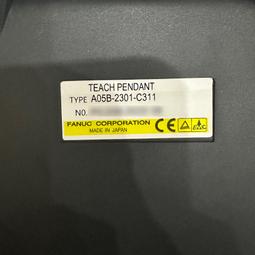 TEACH PENDANT
TYPE A05B-2301-C311
NO.
FANUC CORPORATION
MADE IN JAPAN